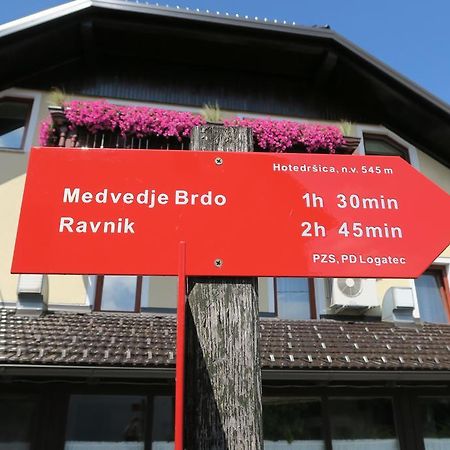 Hotedršica, n.v. 545 m
Medvedje Brdo 1h 30min
Ravnik 2h 45min
PZS, PD Logatec